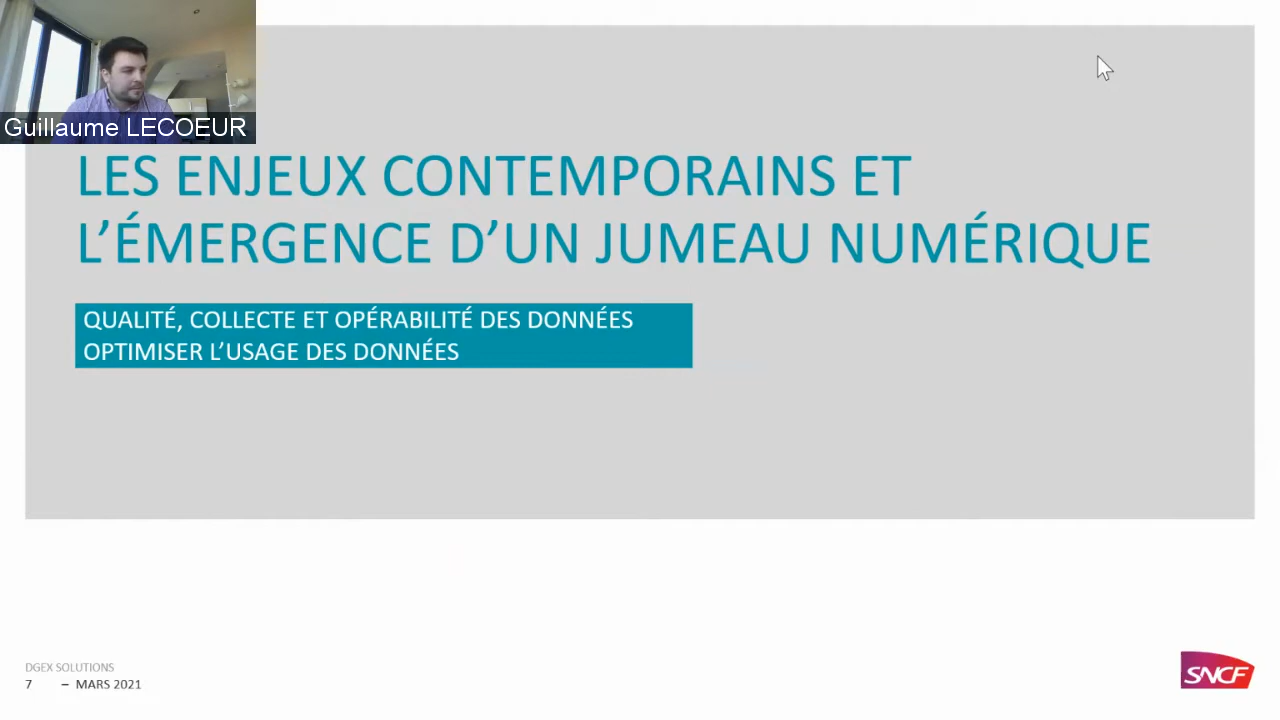 Guillaume LECOEUR
LES ENJEUX CONTEMPORAINS ET
L’ÉMERGENCE D’UN JUMEAU NUMÉRIQUE
QUALITÉ, COLLECTE ET OPÉRABILITÉ DES DONNÉES
OPTIMISER L’USAGE DES DONNÉES
DGEX SOLUTIONS
7 – MARS 2021
SNCF